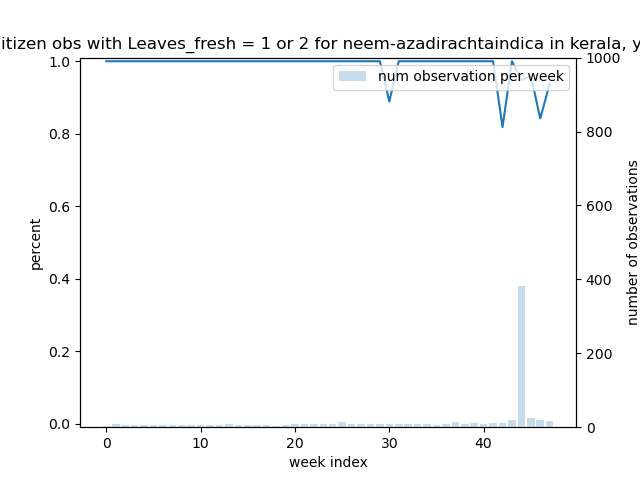 itizen obs with Leaves_fresh = 1 or 2 for neem-azadirachtaindica in kerala, y
num observation per week
percent
1.0
0.8
0.6
0.4
0.2
0.0
1000
800
600
400
200
0
number of observations
0 10 20 30 40
week index